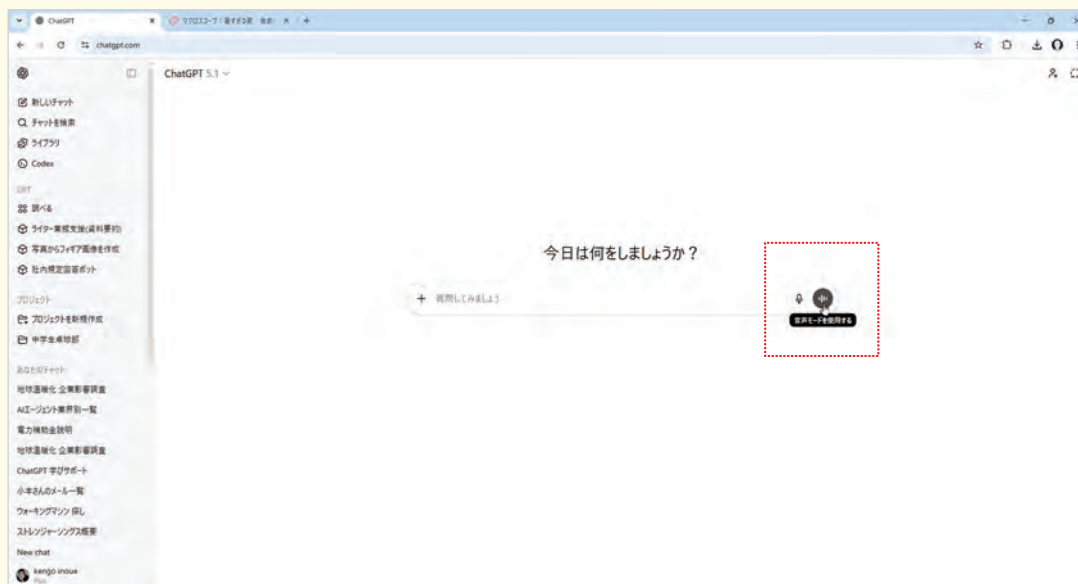 ChatGPT
chatgpt.com
ChatGPT 5.1
新しいチャット
チャットを検索
ライブラリ
Codex
GPT
調べる
ライター業務支援(資料要約)
写真からフィギア画像を作成
社内規定回答ボット
プロジェクト
プロジェクトを新規作成
中学生卓球部
あなたのチャット
地球温暖化 企業影響調査
AIエージェント業界別一覧
電力補助金説明
地球温暖化 企業影響調査
ChatGPT 学びサポート
小本さんのメール一覧
ウォーキングマシン 探し
ストレンジャーシングス概要
New chat
kengo inoue
Plus
今日は何をしましょうか？
質問してみましょう
音声モードを使用する